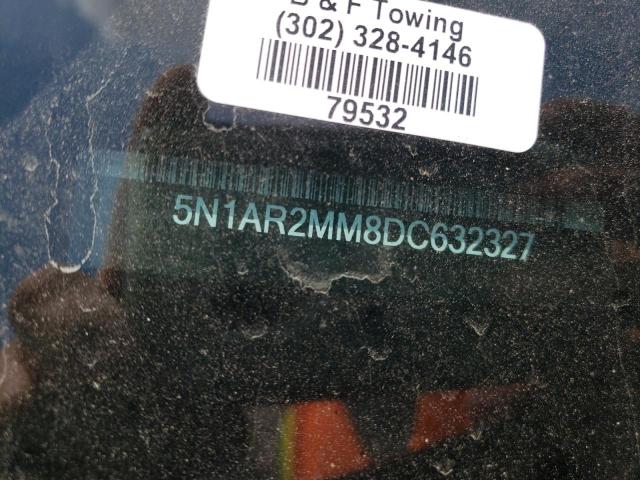 & F Towing
(302) 328-4146
79532
5N1AR2MM8DC632327